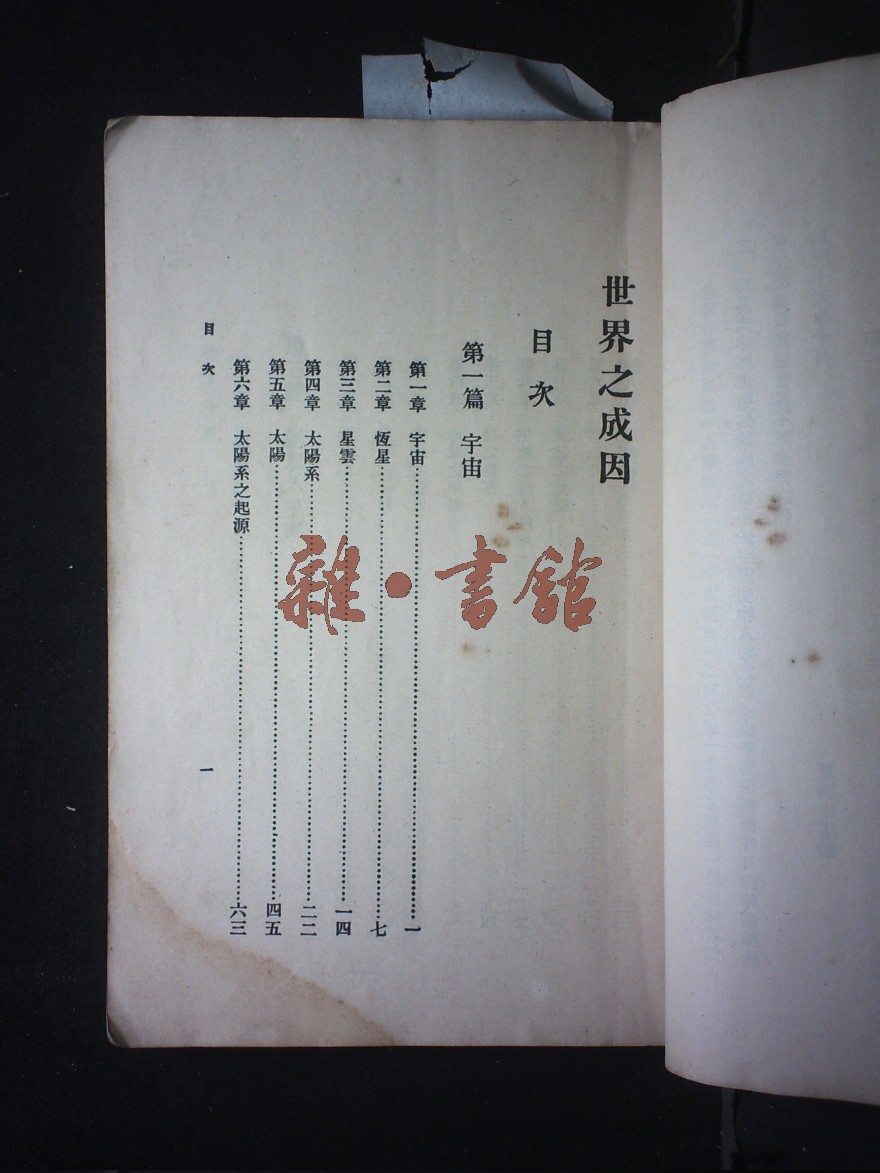 世界之成因
目次
第一篇 宇宙
第一章 宇宙……一
第二章 恆星……七
第三章 星雲……一四
第四章 太陽系……二二
第五章 太陽……四五
第六章 太陽系之起源……六三
目次 一
雜·書館